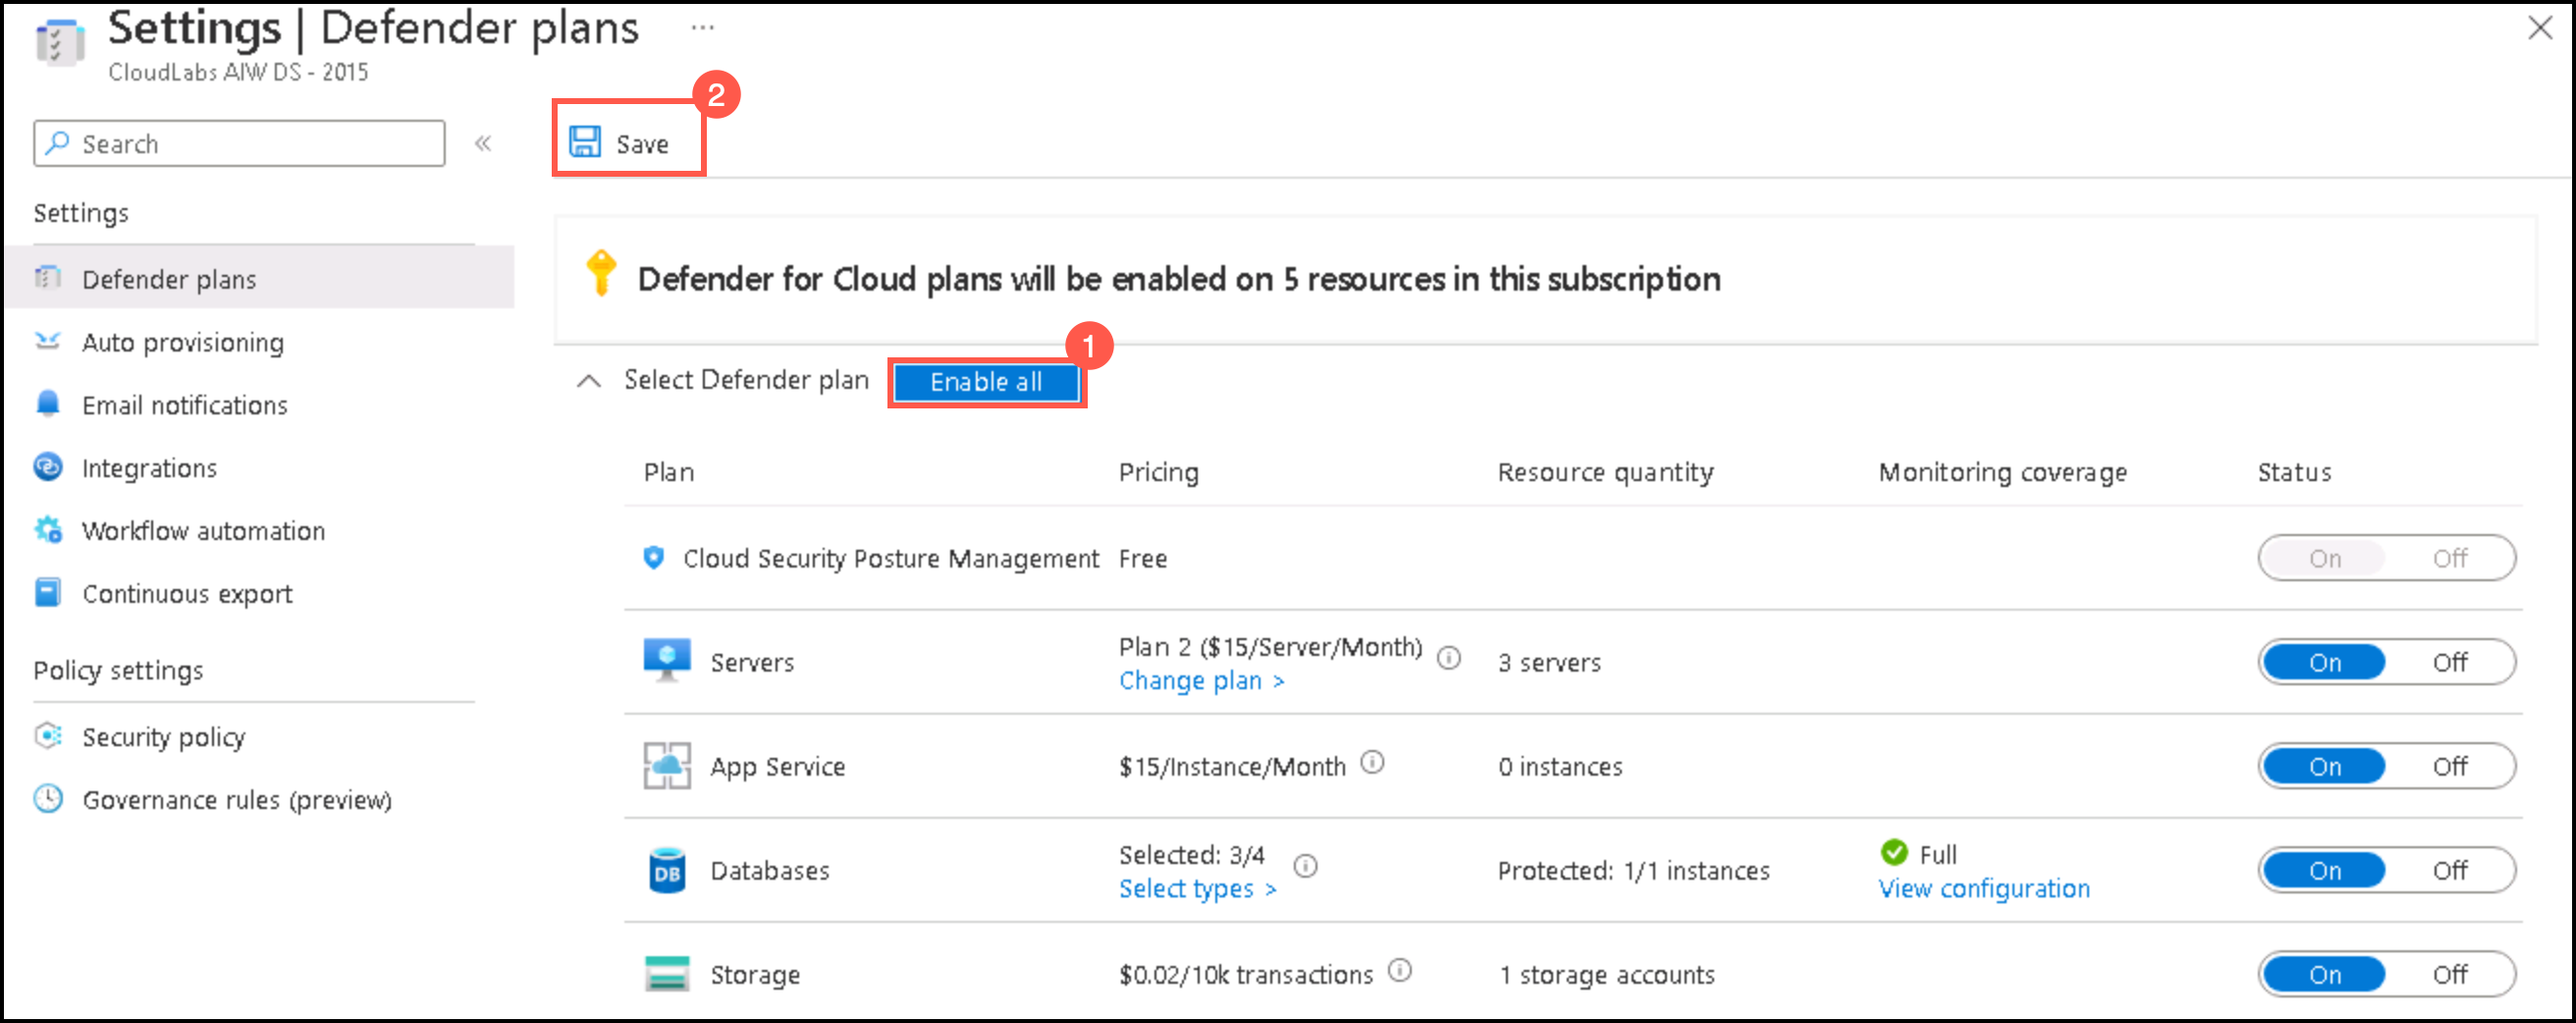 Settings | Defender plans ...
CloudLabs AIW DS - 2015
Search «
2
Save
Settings
Defender plans
Auto provisioning
Email notifications
Integrations
Workflow automation
Continuous export
Policy settings
Security policy
Governance rules (preview)
Defender for Cloud plans will be enabled on 5 resources in this subscription
1
Select Defender plan Enable all
Plan Pricing Resource quantity Monitoring coverage Status
Cloud Security Posture Management Free On Off
Servers Plan 2 ($15/Server/Month) 3 servers On Off
Change plan >
App Service $15/Instance/Month 0 instances On Off
DB Databases Selected: 3/4 Protected: 1/1 instances Full On Off
Select types > View configuration
Storage $0.02/10k transactions 1 storage accounts On Off